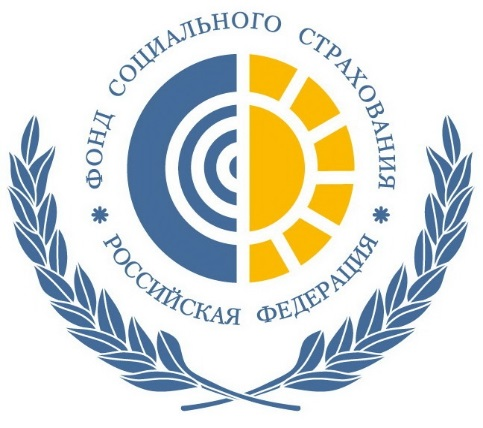 ФОНД СОЦИАЛЬНОГО СТРАХОВАНИЯ
РОССИЙСКАЯ ФЕДЕРАЦИЯ